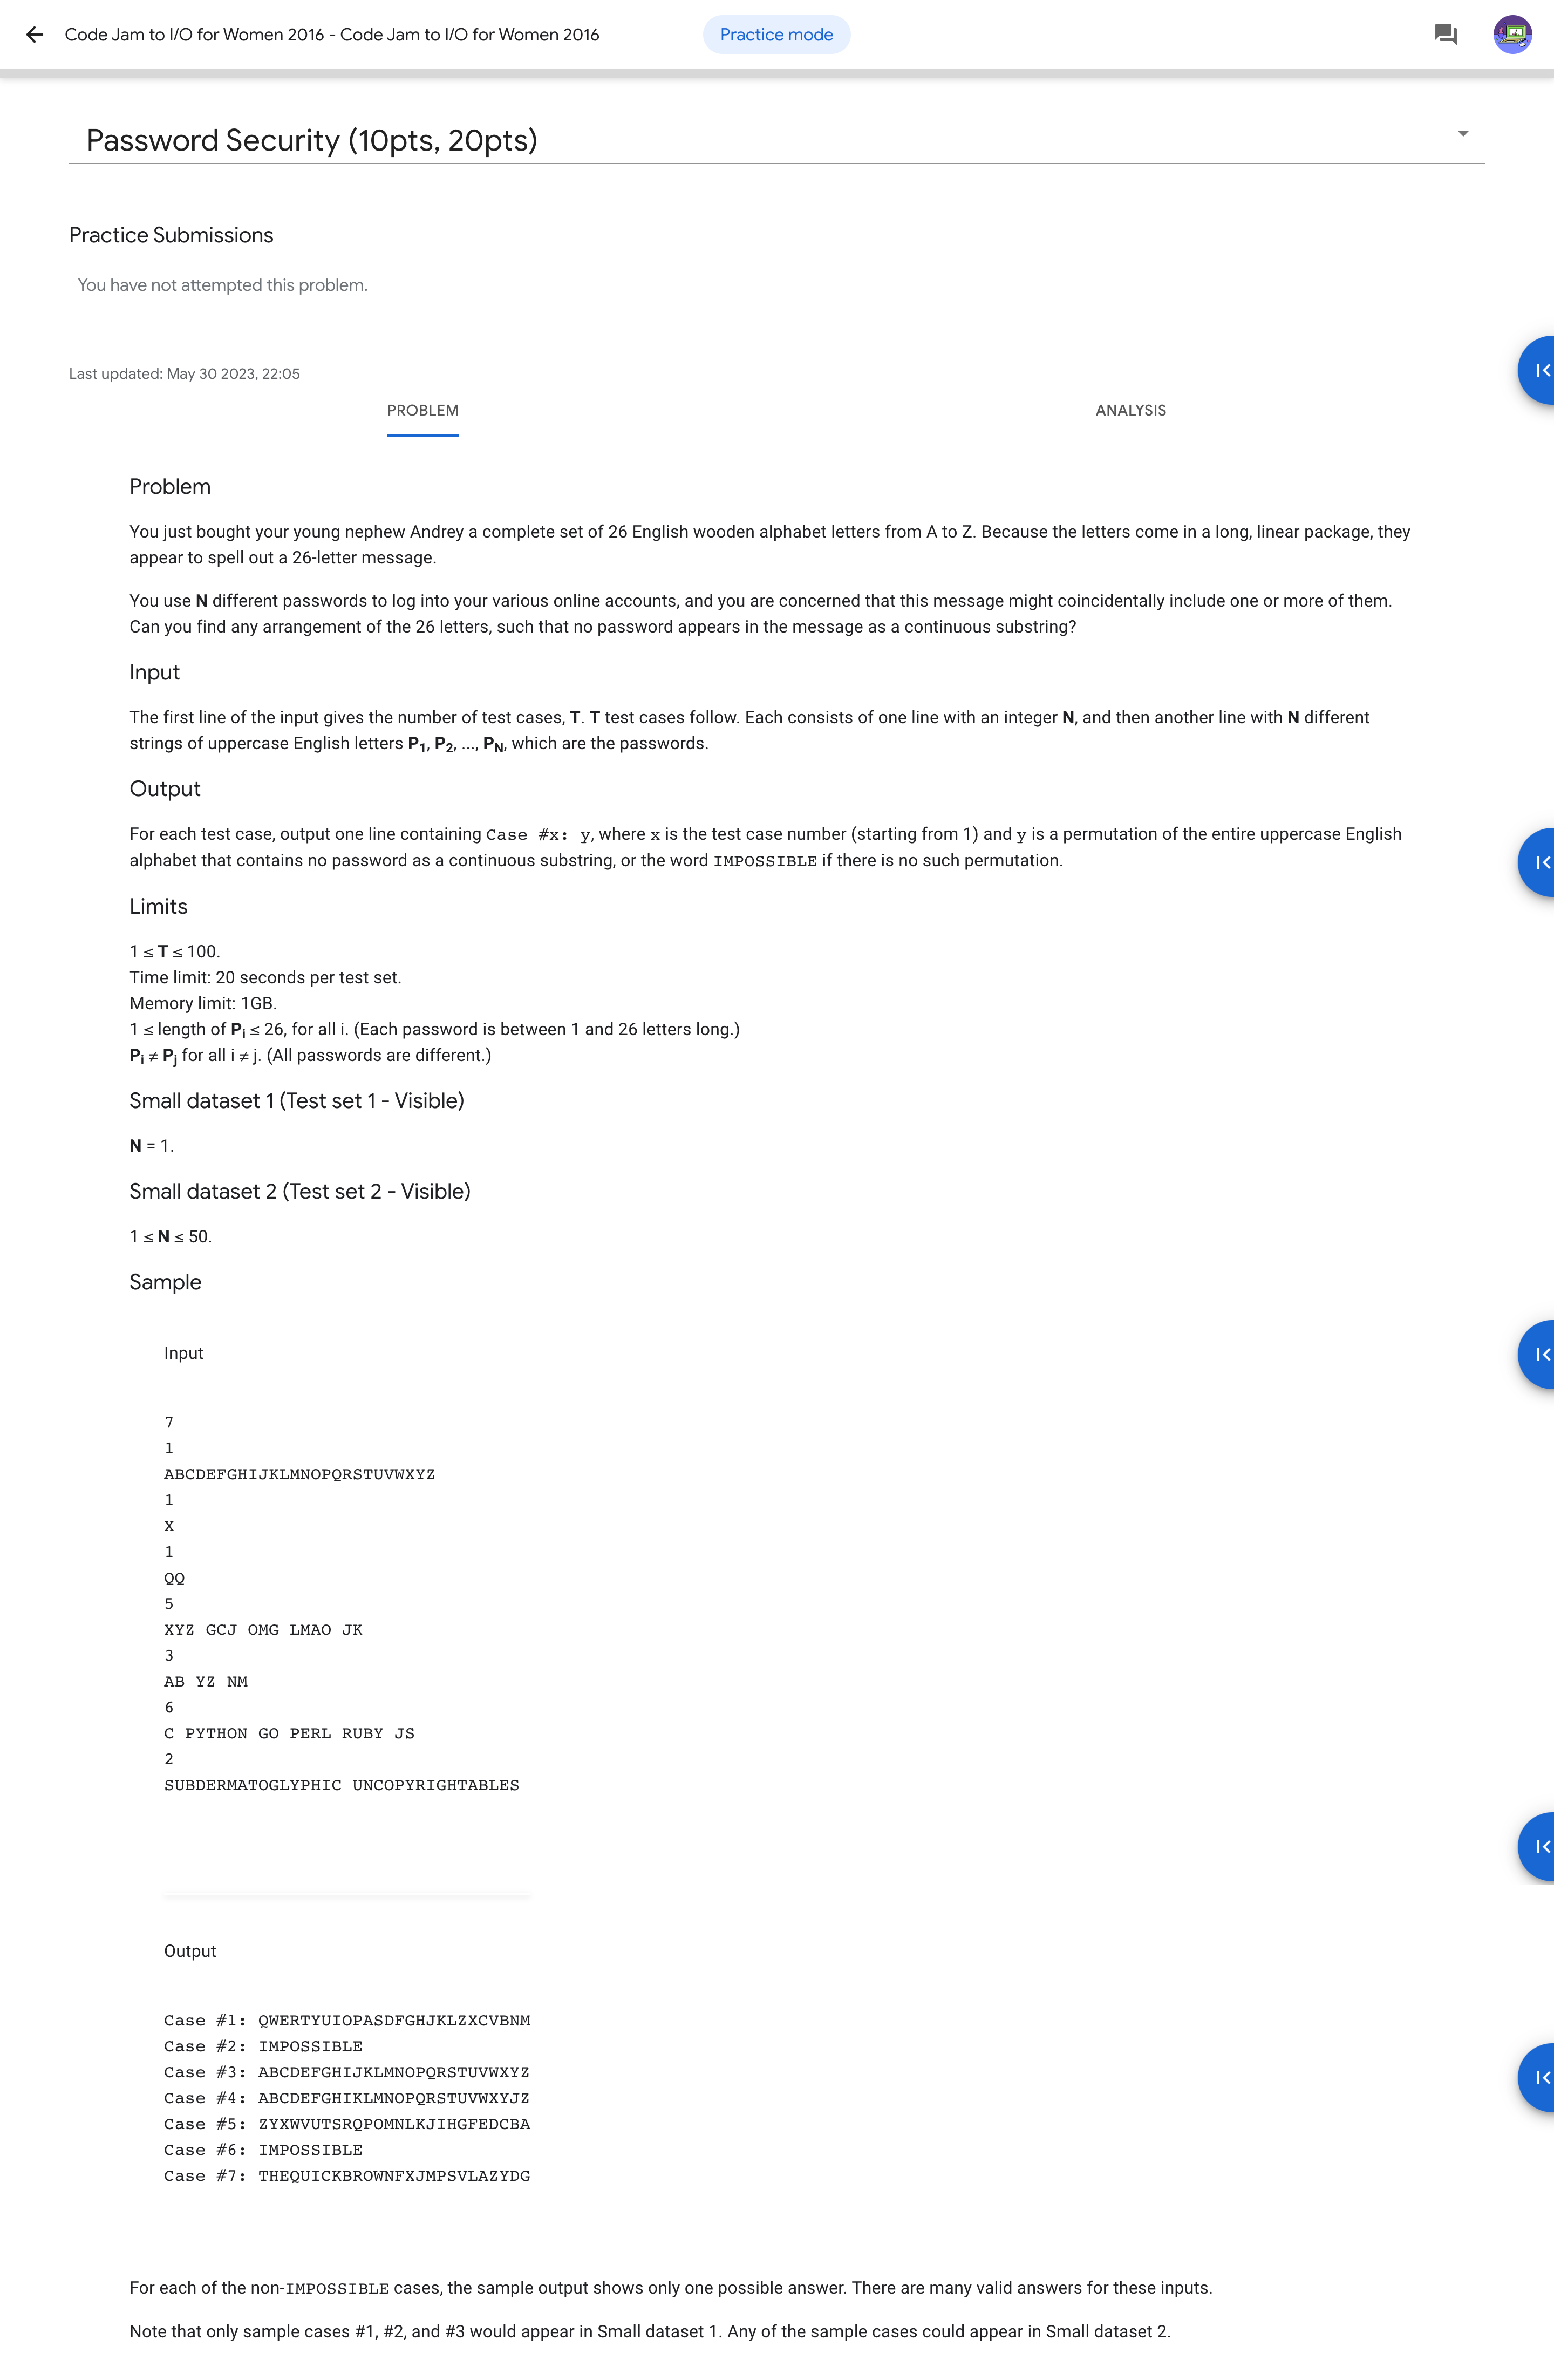 Code Jam to I/O for Women 2016 - Code Jam to I/O for Women 2016
Practice mode
Password Security (10pts, 20pts)
Practice Submissions
You have not attempted this problem.
Last updated: May 30 2023, 22:05
PROBLEM
ANALYSIS
Problem
You just bought your young nephew Andrey a complete set of 26 English wooden alphabet letters from A to Z. Because the letters come in a long, linear package, they
appear to spell out a 26-letter message.
You use N different passwords to log into your various online accounts, and you are concerned that this message might coincidentally include one or more of them.
Can you find any arrangement of the 26 letters, such that no password appears in the message as a continuous substring?
Input
The first line of the input gives the number of test cases, T. T test cases follow. Each consists of one line with an integer N, and then another line with N different
strings of uppercase English letters P1, P2, ..., PN, which are the passwords.
Output
For each test case, output one line containing Case #x: y, where x is the test case number (starting from 1) and y is a permutation of the entire uppercase English
alphabet that contains no password as a continuous substring, or the word IMPOSSIBLE if there is no such permutation.
Limits
1 ≤ T ≤ 100.
Time limit: 20 seconds per test set.
Memory limit: 1GB.
1 ≤ length of Pi ≤ 26, for all i. (Each password is between 1 and 26 letters long.)
Pi ≠ Pj for all i ≠ j. (All passwords are different.)
Small dataset 1 (Test set 1 - Visible)
N = 1.
Small dataset 2 (Test set 2 - Visible)
1 ≤ N ≤ 50.
Sample
Input
7
1
ABCDEFGHIJKLMNOPQRSTUVWXYZ
1
X
1
QQ
5
XYZ GCJ OMG LMAO JK
3
AB YZ NM
6
C PYTHON GO PERL RUBY JS
2
SUBDERMATOGLYPHIC UNCOPYRIGHTABLES
Output
Case #1: QWERTYUIOPASDFGHJKLZXCVBNM
Case #2: IMPOSSIBLE
Case #3: ABCDEFGHIJKLMNOPQRSTUVWXYZ
Case #4: ABCDEFGHIKLMNOPQRSTUVWXYJZ
Case #5: ZYXWVUTSRQPOMNLKJIHGFEDCBA
Case #6: IMPOSSIBLE
Case #7: THEQUICKBROWNFXJMPSVLAZYDG
For each of the non-IMPOSSIBLE cases, the sample output shows only one possible answer. There are many valid answers for these inputs.
Note that only sample cases #1, #2, and #3 would appear in Small dataset 1. Any of the sample cases could appear in Small dataset 2.